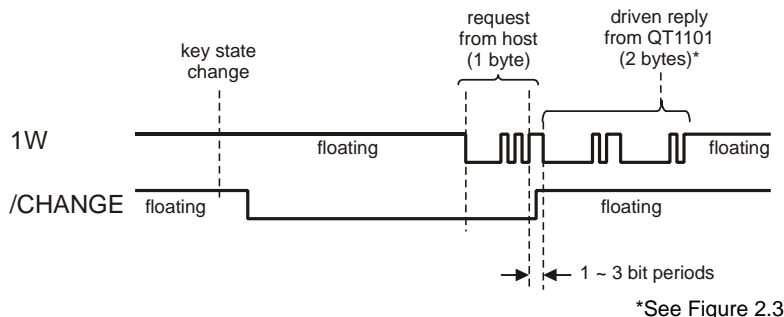 request
from host
(1 byte)
driven reply
from QT1101
(2 bytes)*
key state
change
1W
floating
floating
/CHANGE
floating
floating
1 ~ 3 bit periods
*See Figure 2.3